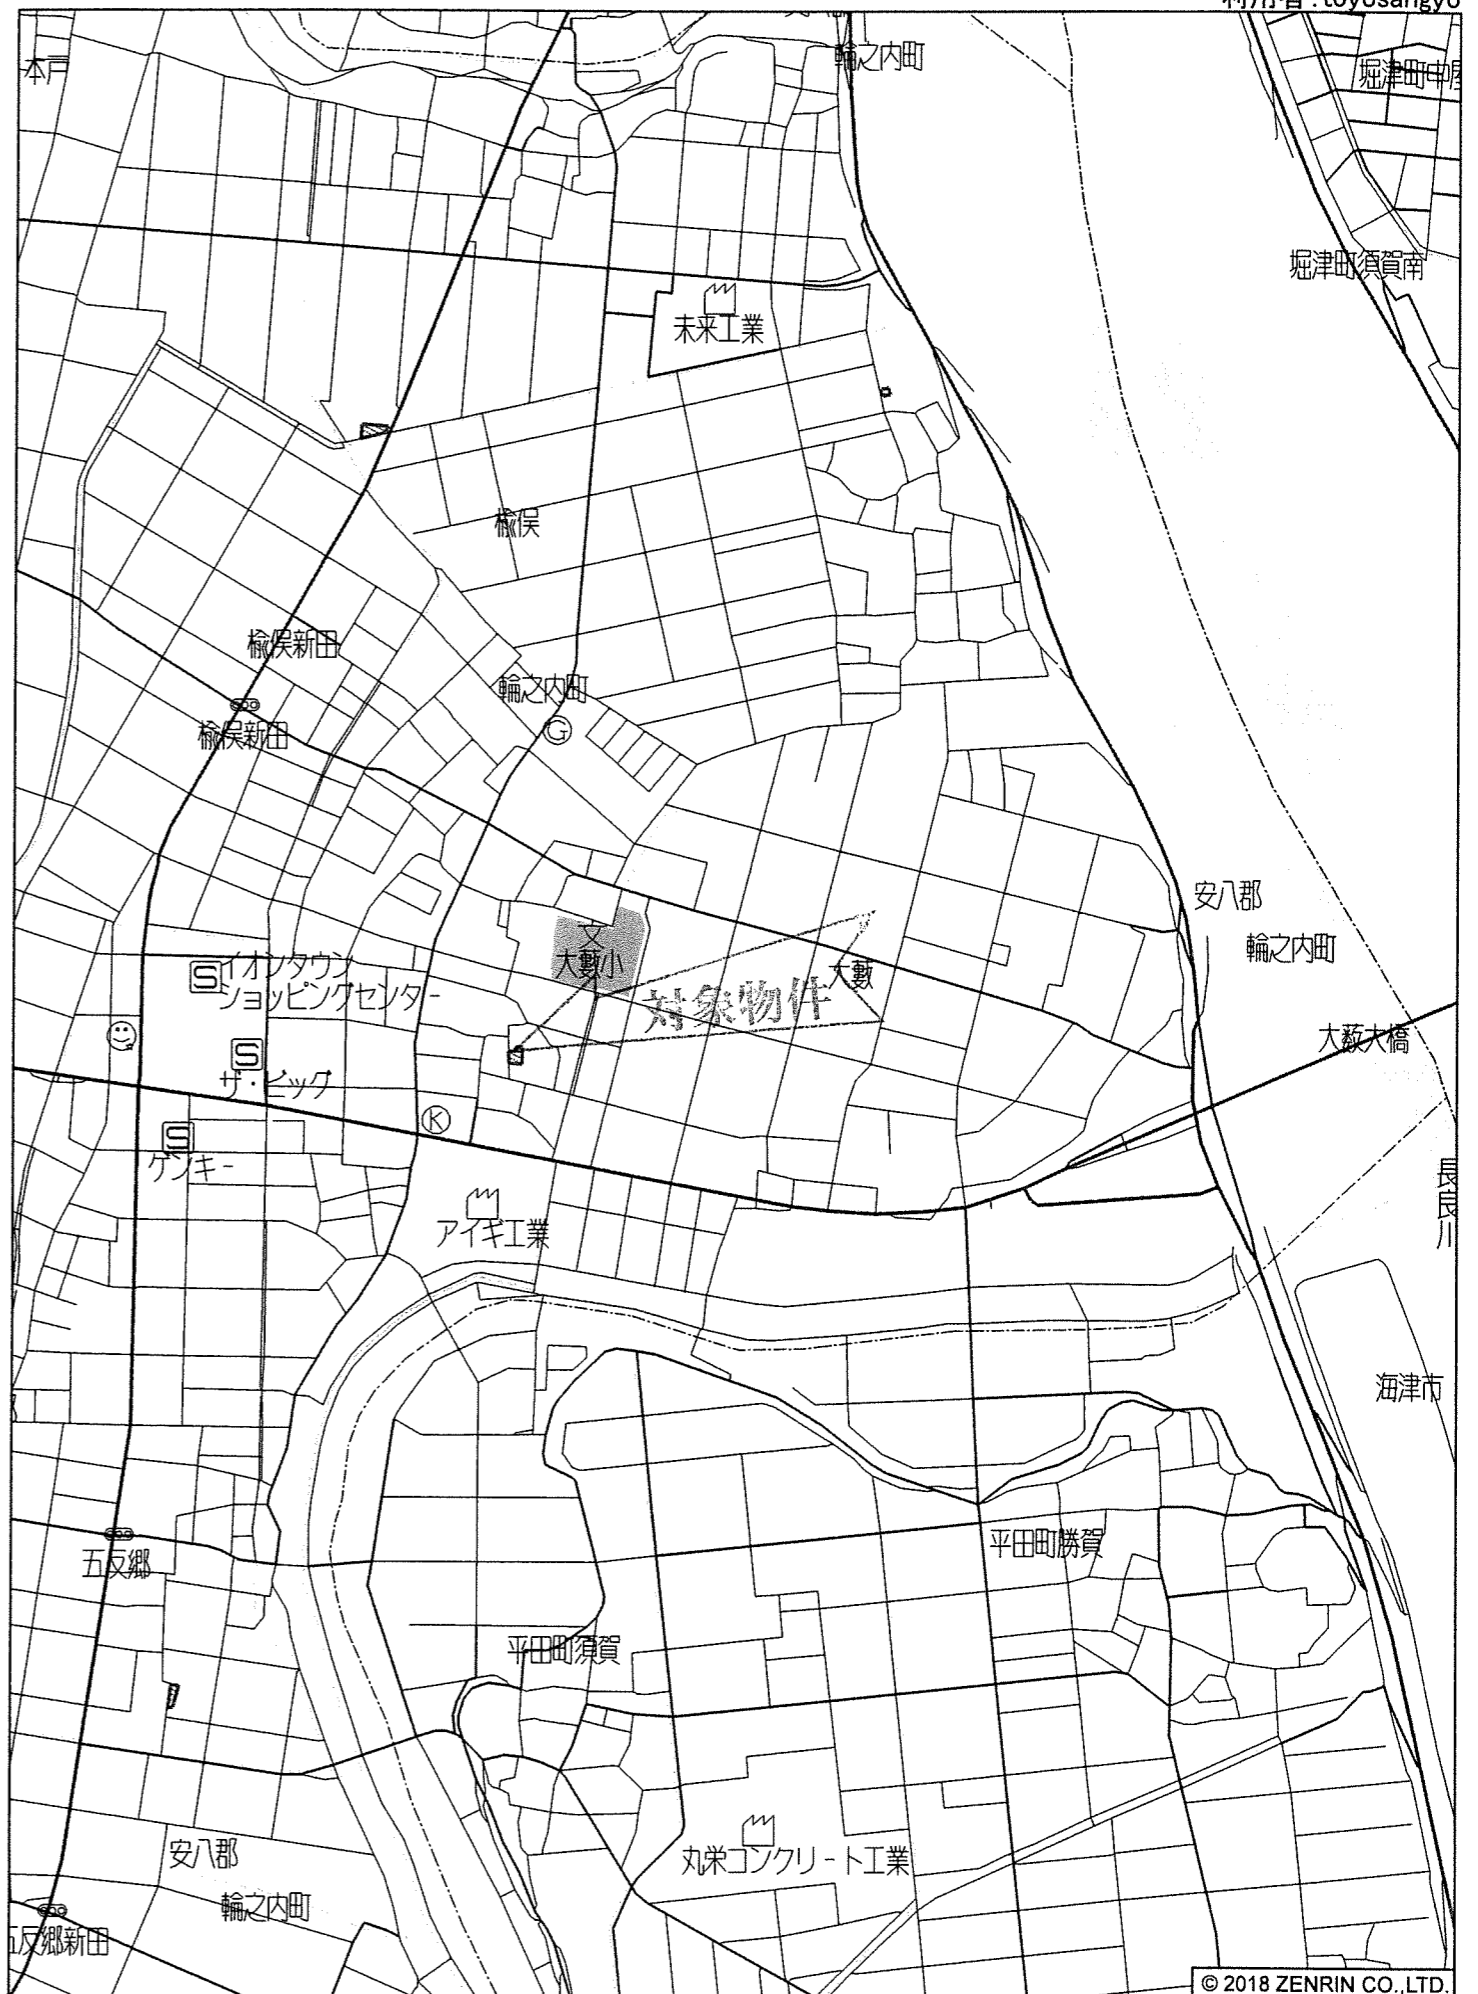 利用者:toyosangyo
本戸
輪之内町
堀津町中屋
堀津町須賀南
未来工業
楡俣
楡俣新田
輪之内町
G
楡俣新田
安八郡
輪之内町
文
大藪小
大藪
対象物件
S イオンタウン
ショッピングセンター
大藪大橋
S
ザ・ビッグ
K
S
ゲンキー
長良川
アイギ工業
海津市
五反郷
平田町勝賀
平田町須賀
丸栄コンクリート工業
安八郡
輪之内町
五反郷新田
© 2018 ZENRIN CO.,LTD.